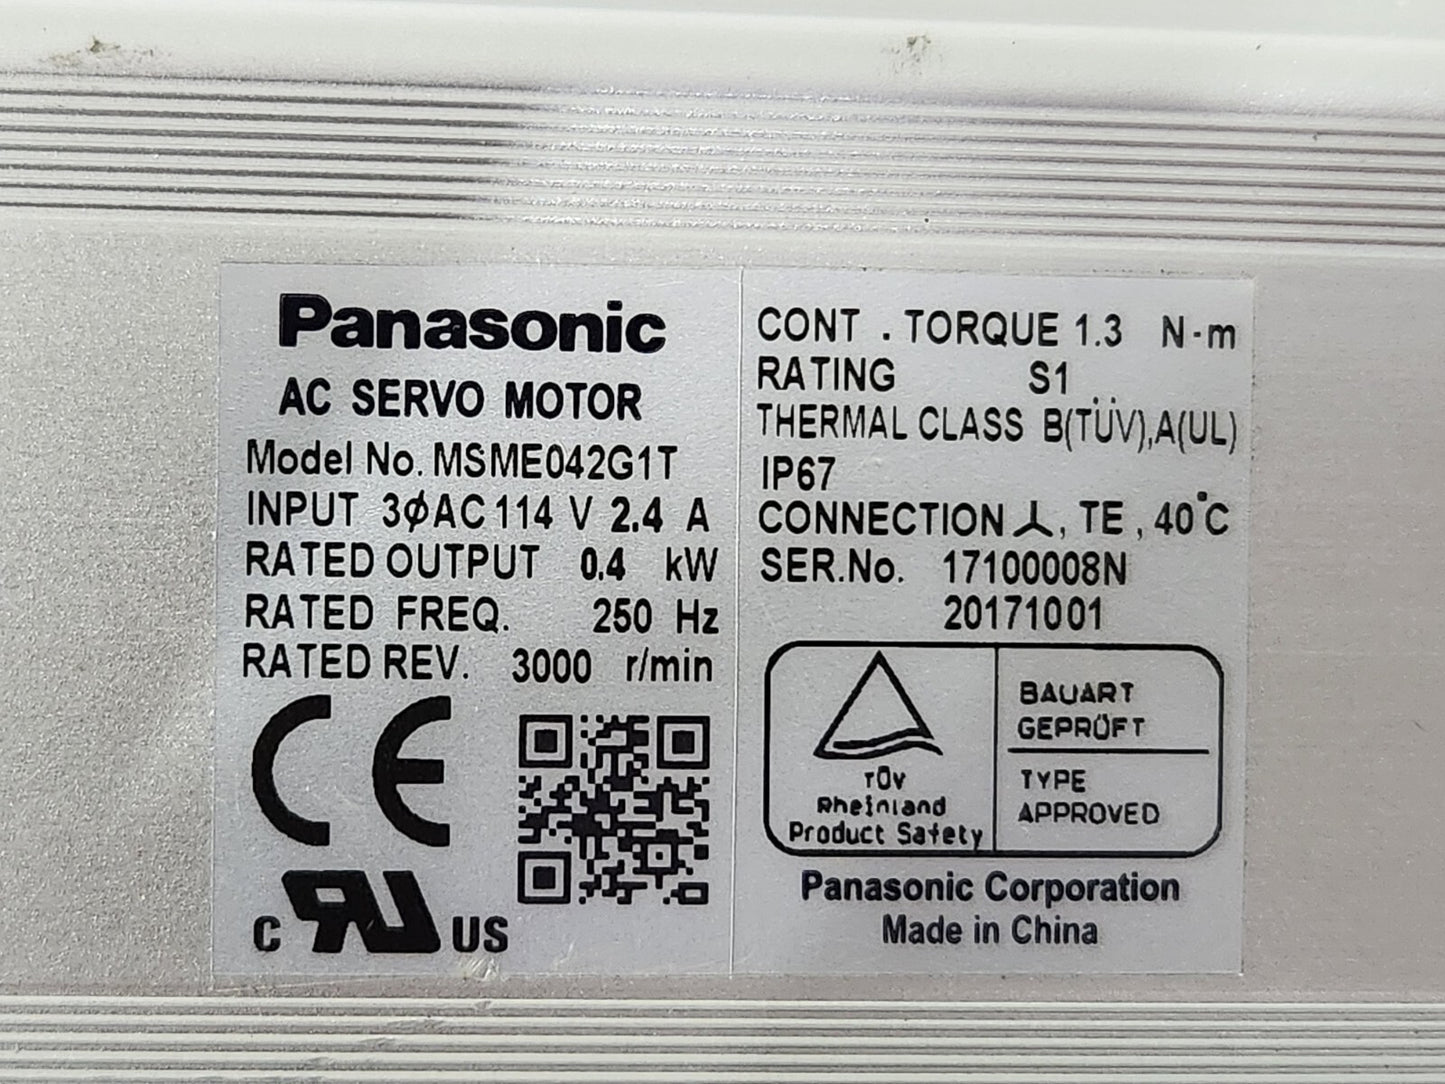 Panasonic
AC SERVO MOTOR
Model No. MSME042G1T
INPUT 3ϕAC 114 V 2.4 A
RATED OUTPUT 0.4 kW
RATED FREQ. 250 Hz
RATED REV. 3000 r/min
CE
C RU US
CONT . TORQUE 1.3 N·m
RATING S1
THERMAL CLASS B(TÜV),A(UL)
IP67
CONNECTION ⅄, TE, 40°C
SER.No. 17100008N
20171001
TÜV
Rheinland
Product Safety
BAUART
GEPRÜFT
TYPE
APPROVED
Panasonic Corporation
Made in China